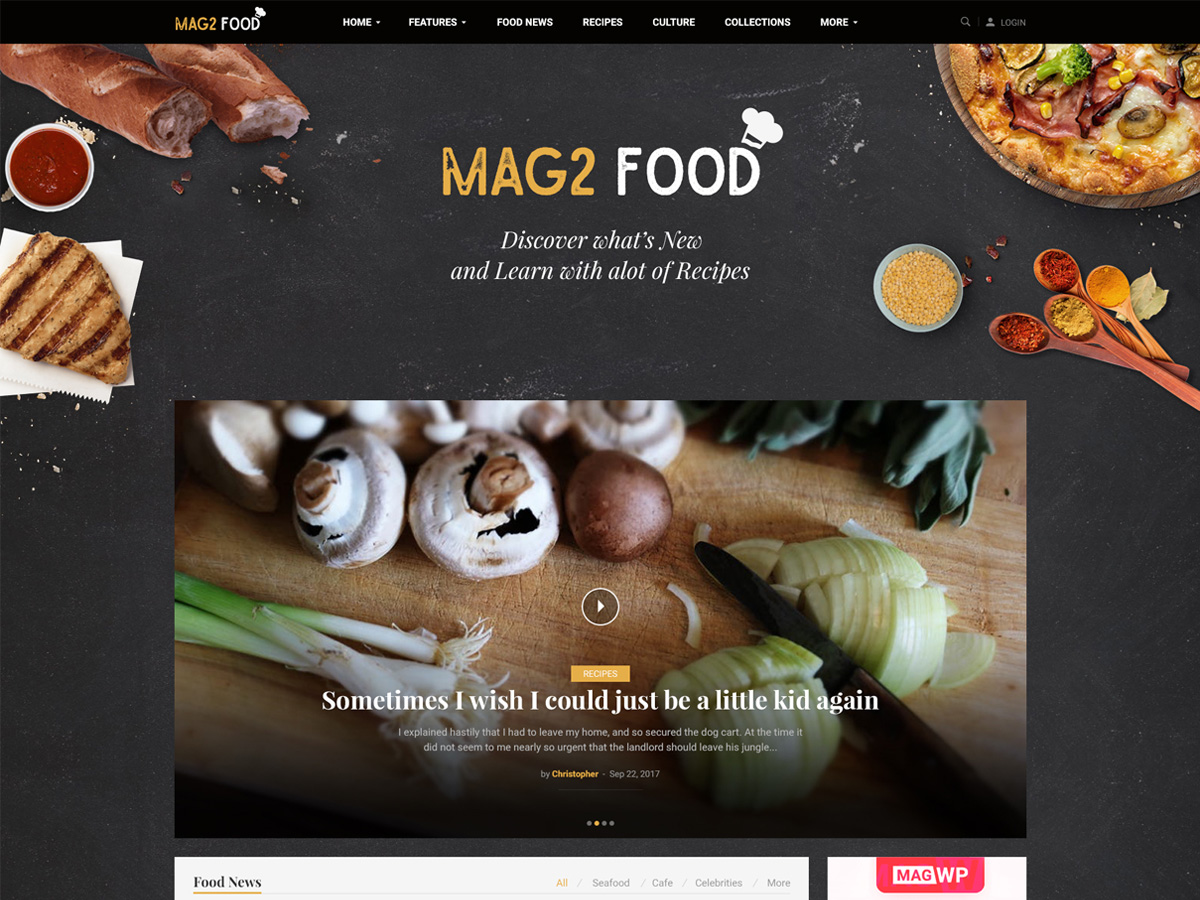 MAG2 FOOD
HOME FEATURES FOOD NEWS RECIPES CULTURE COLLECTIONS MORE LOGIN
MAG2 FOOD
Discover what's New
and Learn with alot of Recipes
RECIPES
Sometimes I wish I could just be a little kid again
I explained hastily that I had to leave my home, and so secured the dog cart. At the time it
did not seem to me nearly so urgent that the landlord should leave his jungle...
by Christopher - Sep 22, 2017
Food News
All / Seafood / Cafe / Celebrities / More
MAGWP